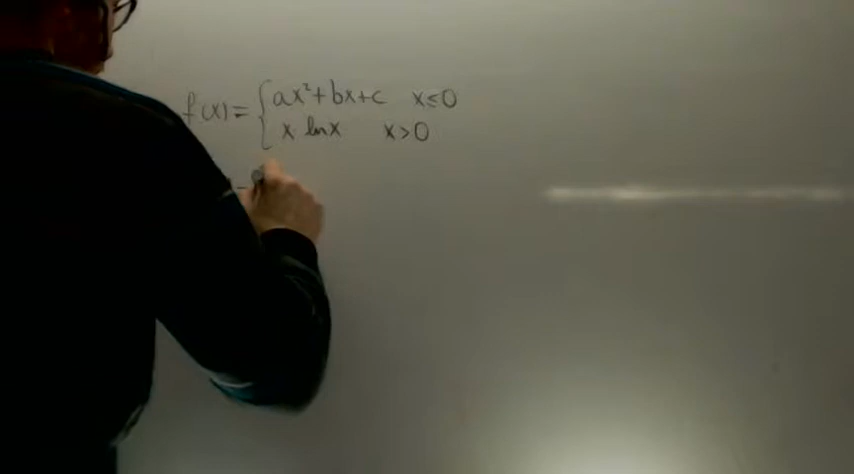 f(x) = { ax²+bx+c x≤0
x lnx x>0